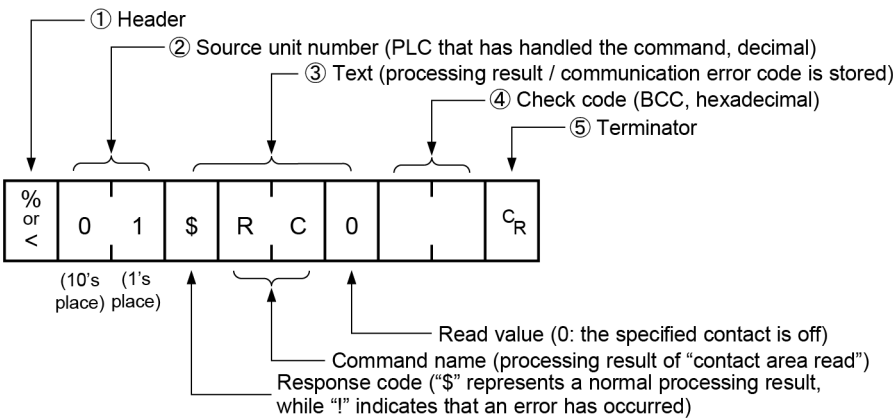 ① Header
② Source unit number (PLC that has handled the command, decimal)
③ Text (processing result / communication error code is stored)
④ Check code (BCC, hexadecimal)
⑤ Terminator
%
or
<
0 1 $ R C 0 CR
(10's place) (1's place)
Read value (0: the specified contact is off)
Command name (processing result of “contact area read”)
Response code (“$” represents a normal processing result,
while “!” indicates that an error has occurred)